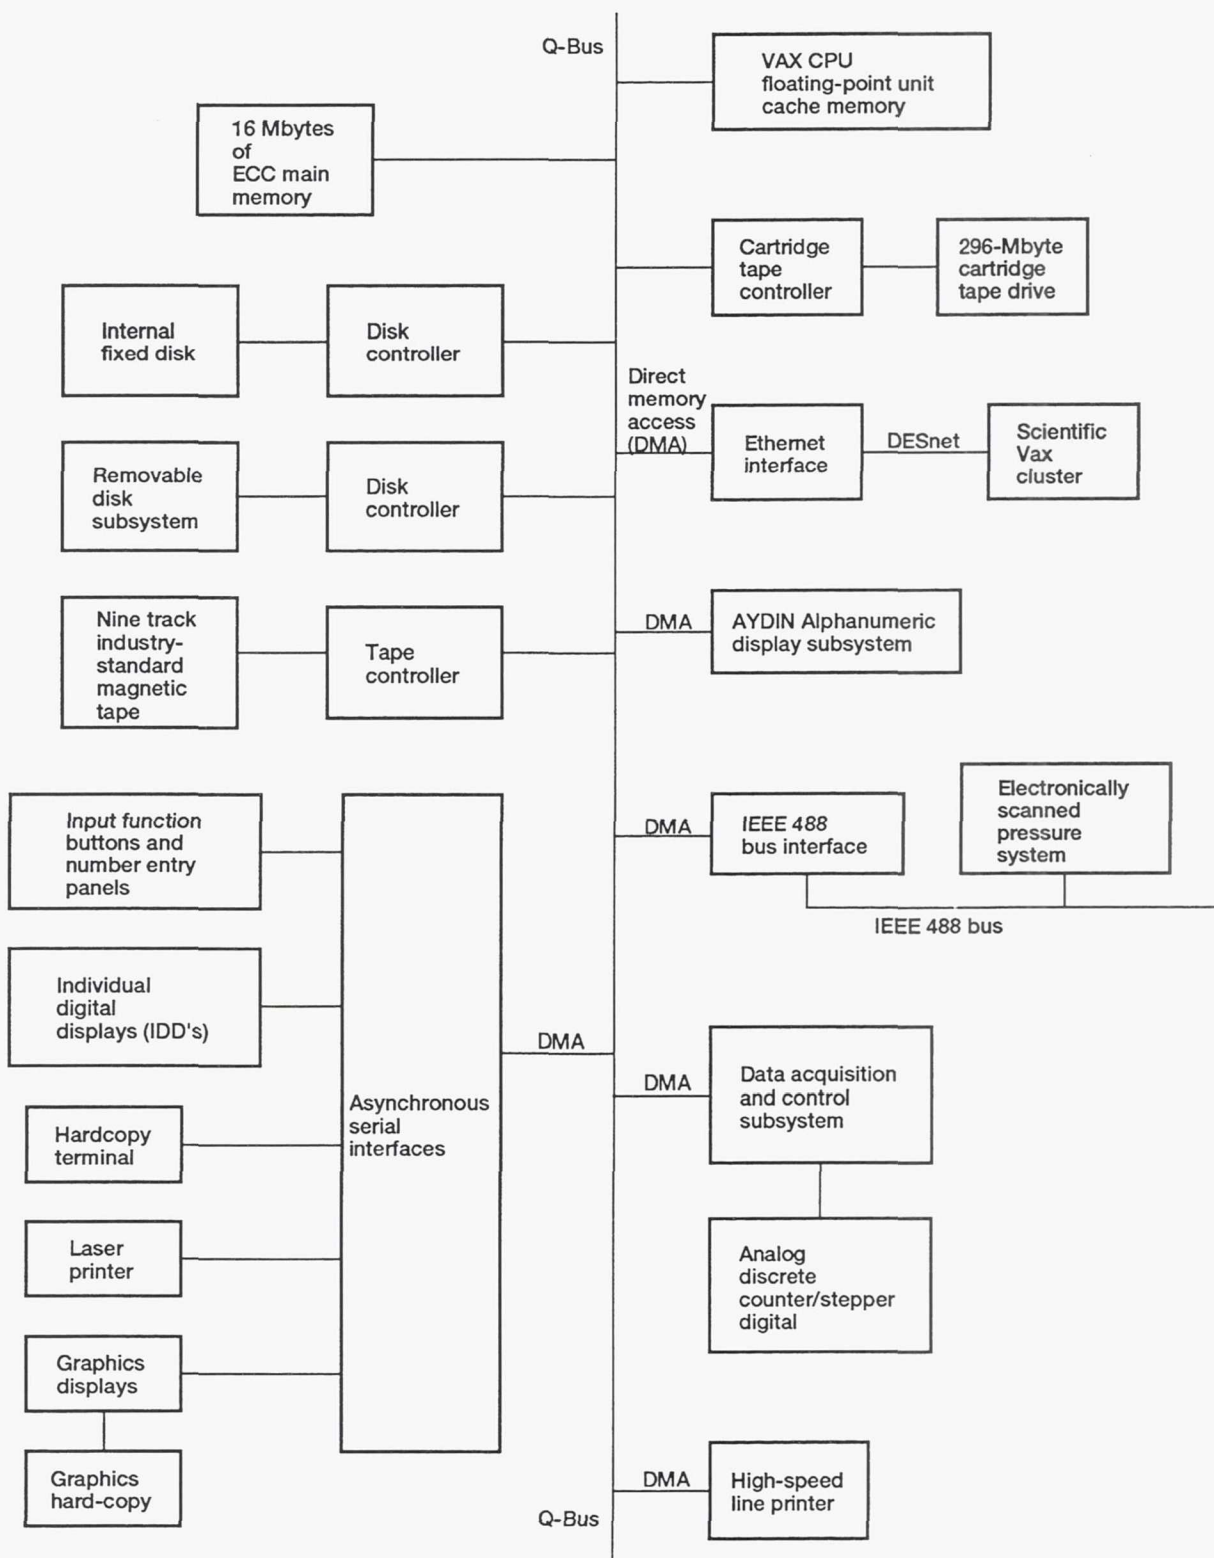 Q-Bus
VAX CPU
floating-point unit
cache memory
16 Mbytes
of
ECC main
memory
Cartridge
tape
controller
296-Mbyte
cartridge
tape drive
Internal
fixed disk
Disk
controller
Direct
memory
access
(DMA)
Ethernet
interface
DESnet
Scientific
Vax
cluster
Removable
disk
subsystem
Disk
controller
Nine track
industry-
standard
magnetic
tape
Tape
controller
DMA
AYDIN Alphanumeric
display subsystem
Input function
buttons and
number entry
panels
DMA
IEEE 488
bus interface
Electronically
scanned
pressure
system
IEEE 488 bus
Individual
digital
displays (IDD's)
Asynchronous
serial
interfaces
DMA
DMA
Data acquisition
and control
subsystem
Hardcopy
terminal
Laser
printer
Analog
discrete
counter/stepper
digital
Graphics
displays
Graphics
hard-copy
DMA
High-speed
line printer
Q-Bus